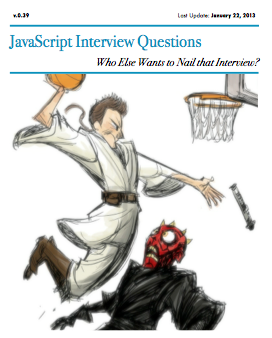 v.0.39 Last Update: January 22, 2013
JavaScript Interview Questions
Who Else Wants to Nail that Interview?